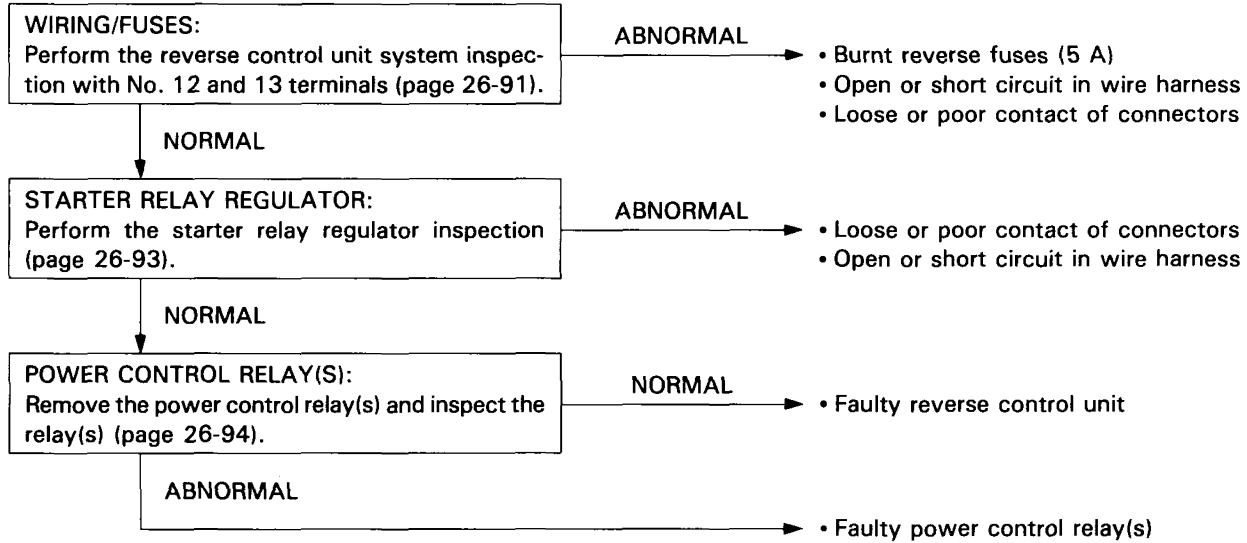 WIRING/FUSES:
Perform the reverse control unit system inspec-
tion with No. 12 and 13 terminals (page 26-91).
ABNORMAL
• Burnt reverse fuses (5 A)
• Open or short circuit in wire harness
• Loose or poor contact of connectors
NORMAL
STARTER RELAY REGULATOR:
Perform the starter relay regulator inspection
(page 26-93).
ABNORMAL
• Loose or poor contact of connectors
• Open or short circuit in wire harness
NORMAL
POWER CONTROL RELAY(S):
Remove the power control relay(s) and inspect the
relay(s) (page 26-94).
NORMAL
• Faulty reverse control unit
ABNORMAL
• Faulty power control relay(s)